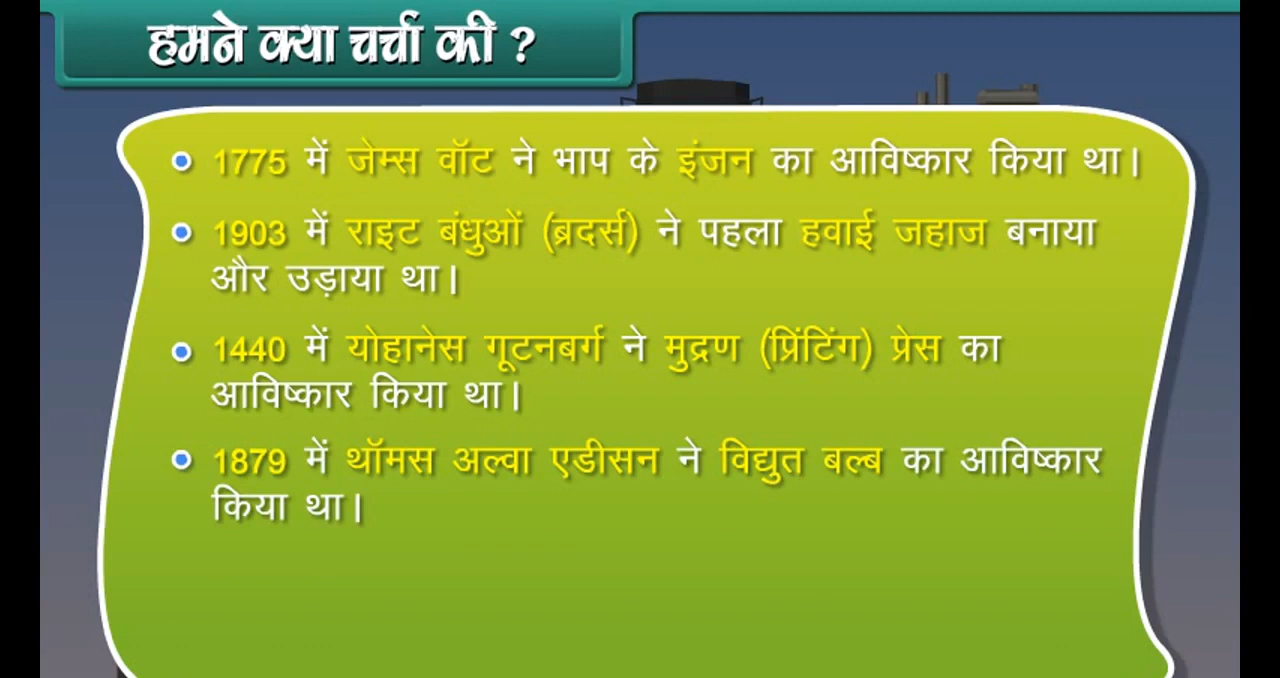 हमने क्या चर्चा की ?
1775 में जेम्स वॉट ने भाप के इंजन का आविष्कार किया था।
1903 में राइट बंधुओं (ब्रदर्स) ने पहला हवाई जहाज बनाया
और उड़ाया था।
1440 में योहानेस गूटनबर्ग ने मुद्रण (प्रिंटिंग) प्रेस का
आविष्कार किया था।
1879 में थॉमस अल्वा एडीसन ने विद्युत बल्ब का आविष्कार
किया था।